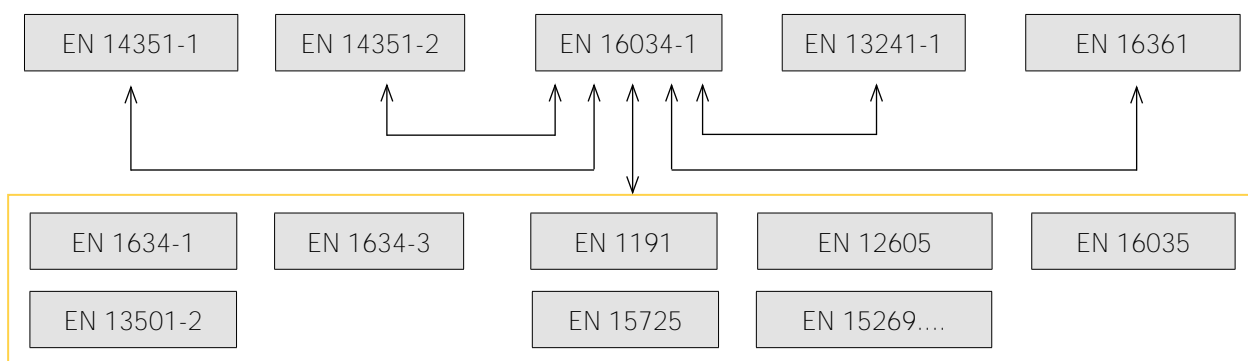 EN 14351-1 EN 14351-2 EN 16034-1 EN 13241-1 EN 16361
EN 1634-1 EN 1634-3 EN 1191 EN 12605 EN 16035
EN 13501-2 EN 15725 EN 15269....